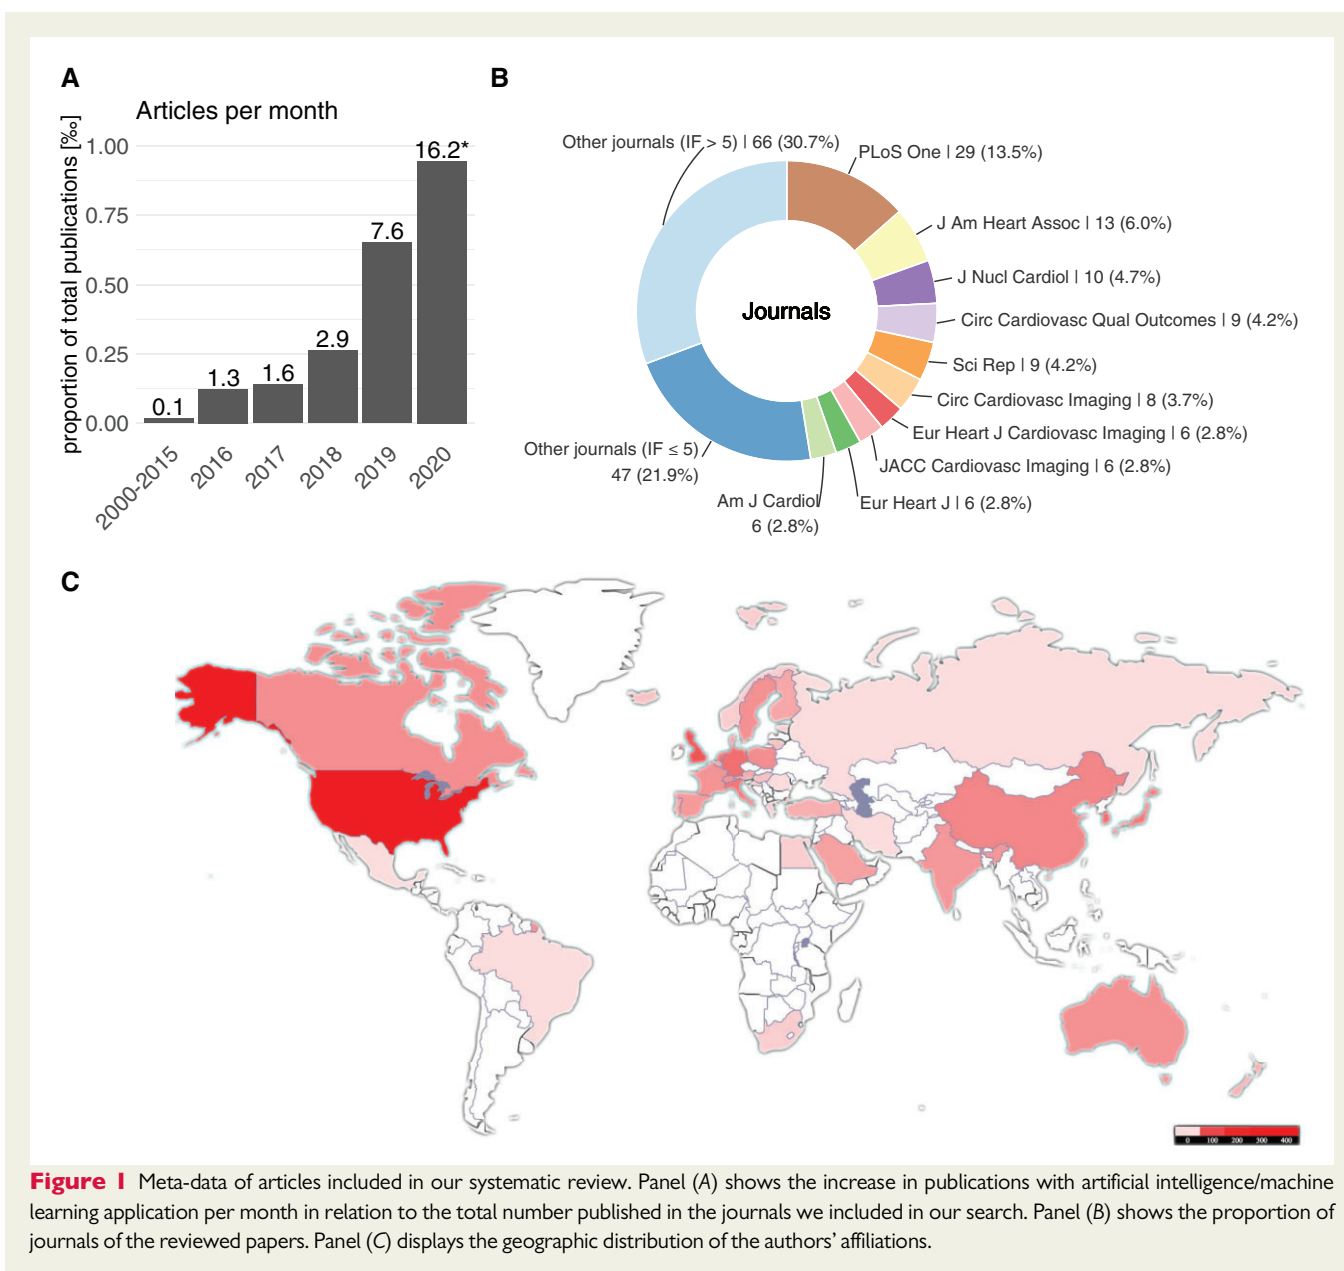 A
Articles per month
proportion of total publications [‰]
1.00
0.75
0.50
0.25
0.00
0.1
1.3
1.6
2.9
7.6
16.2*
2000-2015
2016
2017
2018
2019
2020
B
Other journals (IF > 5) | 66 (30.7%)
PLoS One | 29 (13.5%)
J Am Heart Assoc | 13 (6.0%)
J Nucl Cardiol | 10 (4.7%)
Journals
Circ Cardiovasc Qual Outcomes | 9 (4.2%)
Sci Rep | 9 (4.2%)
Circ Cardiovasc Imaging | 8 (3.7%)
Eur Heart J Cardiovasc Imaging | 6 (2.8%)
JACC Cardiovasc Imaging | 6 (2.8%)
Eur Heart J | 6 (2.8%)
Am J Cardiol
6 (2.8%)
Other journals (IF ≤ 5)
47 (21.9%)
C
0 100 200 300 400
Figure 1 Meta-data of articles included in our systematic review. Panel (A) shows the increase in publications with artificial intelligence/machine
learning application per month in relation to the total number published in the journals we included in our search. Panel (B) shows the proportion of
journals of the reviewed papers. Panel (C) displays the geographic distribution of the authors' affiliations.